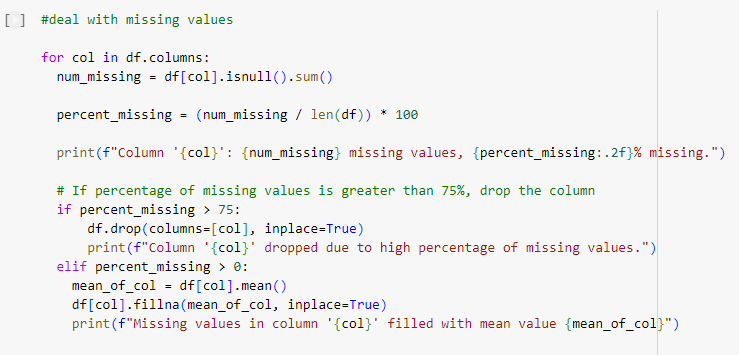 [ ] #deal with missing values
for col in df.columns:
num_missing = df[col].isnull().sum()
percent_missing = (num_missing / len(df)) * 100
print(f"Column '{col}': {num_missing} missing values, {percent_missing:.2f}% missing.")
# If percentage of missing values is greater than 75%, drop the column
if percent_missing > 75:
df.drop(columns=[col], inplace=True)
print(f"Column '{col}' dropped due to high percentage of missing values.")
elif percent_missing > 0:
mean_of_col = df[col].mean()
df[col].fillna(mean_of_col, inplace=True)
print(f"Missing values in column '{col}' filled with mean value {mean_of_col}")